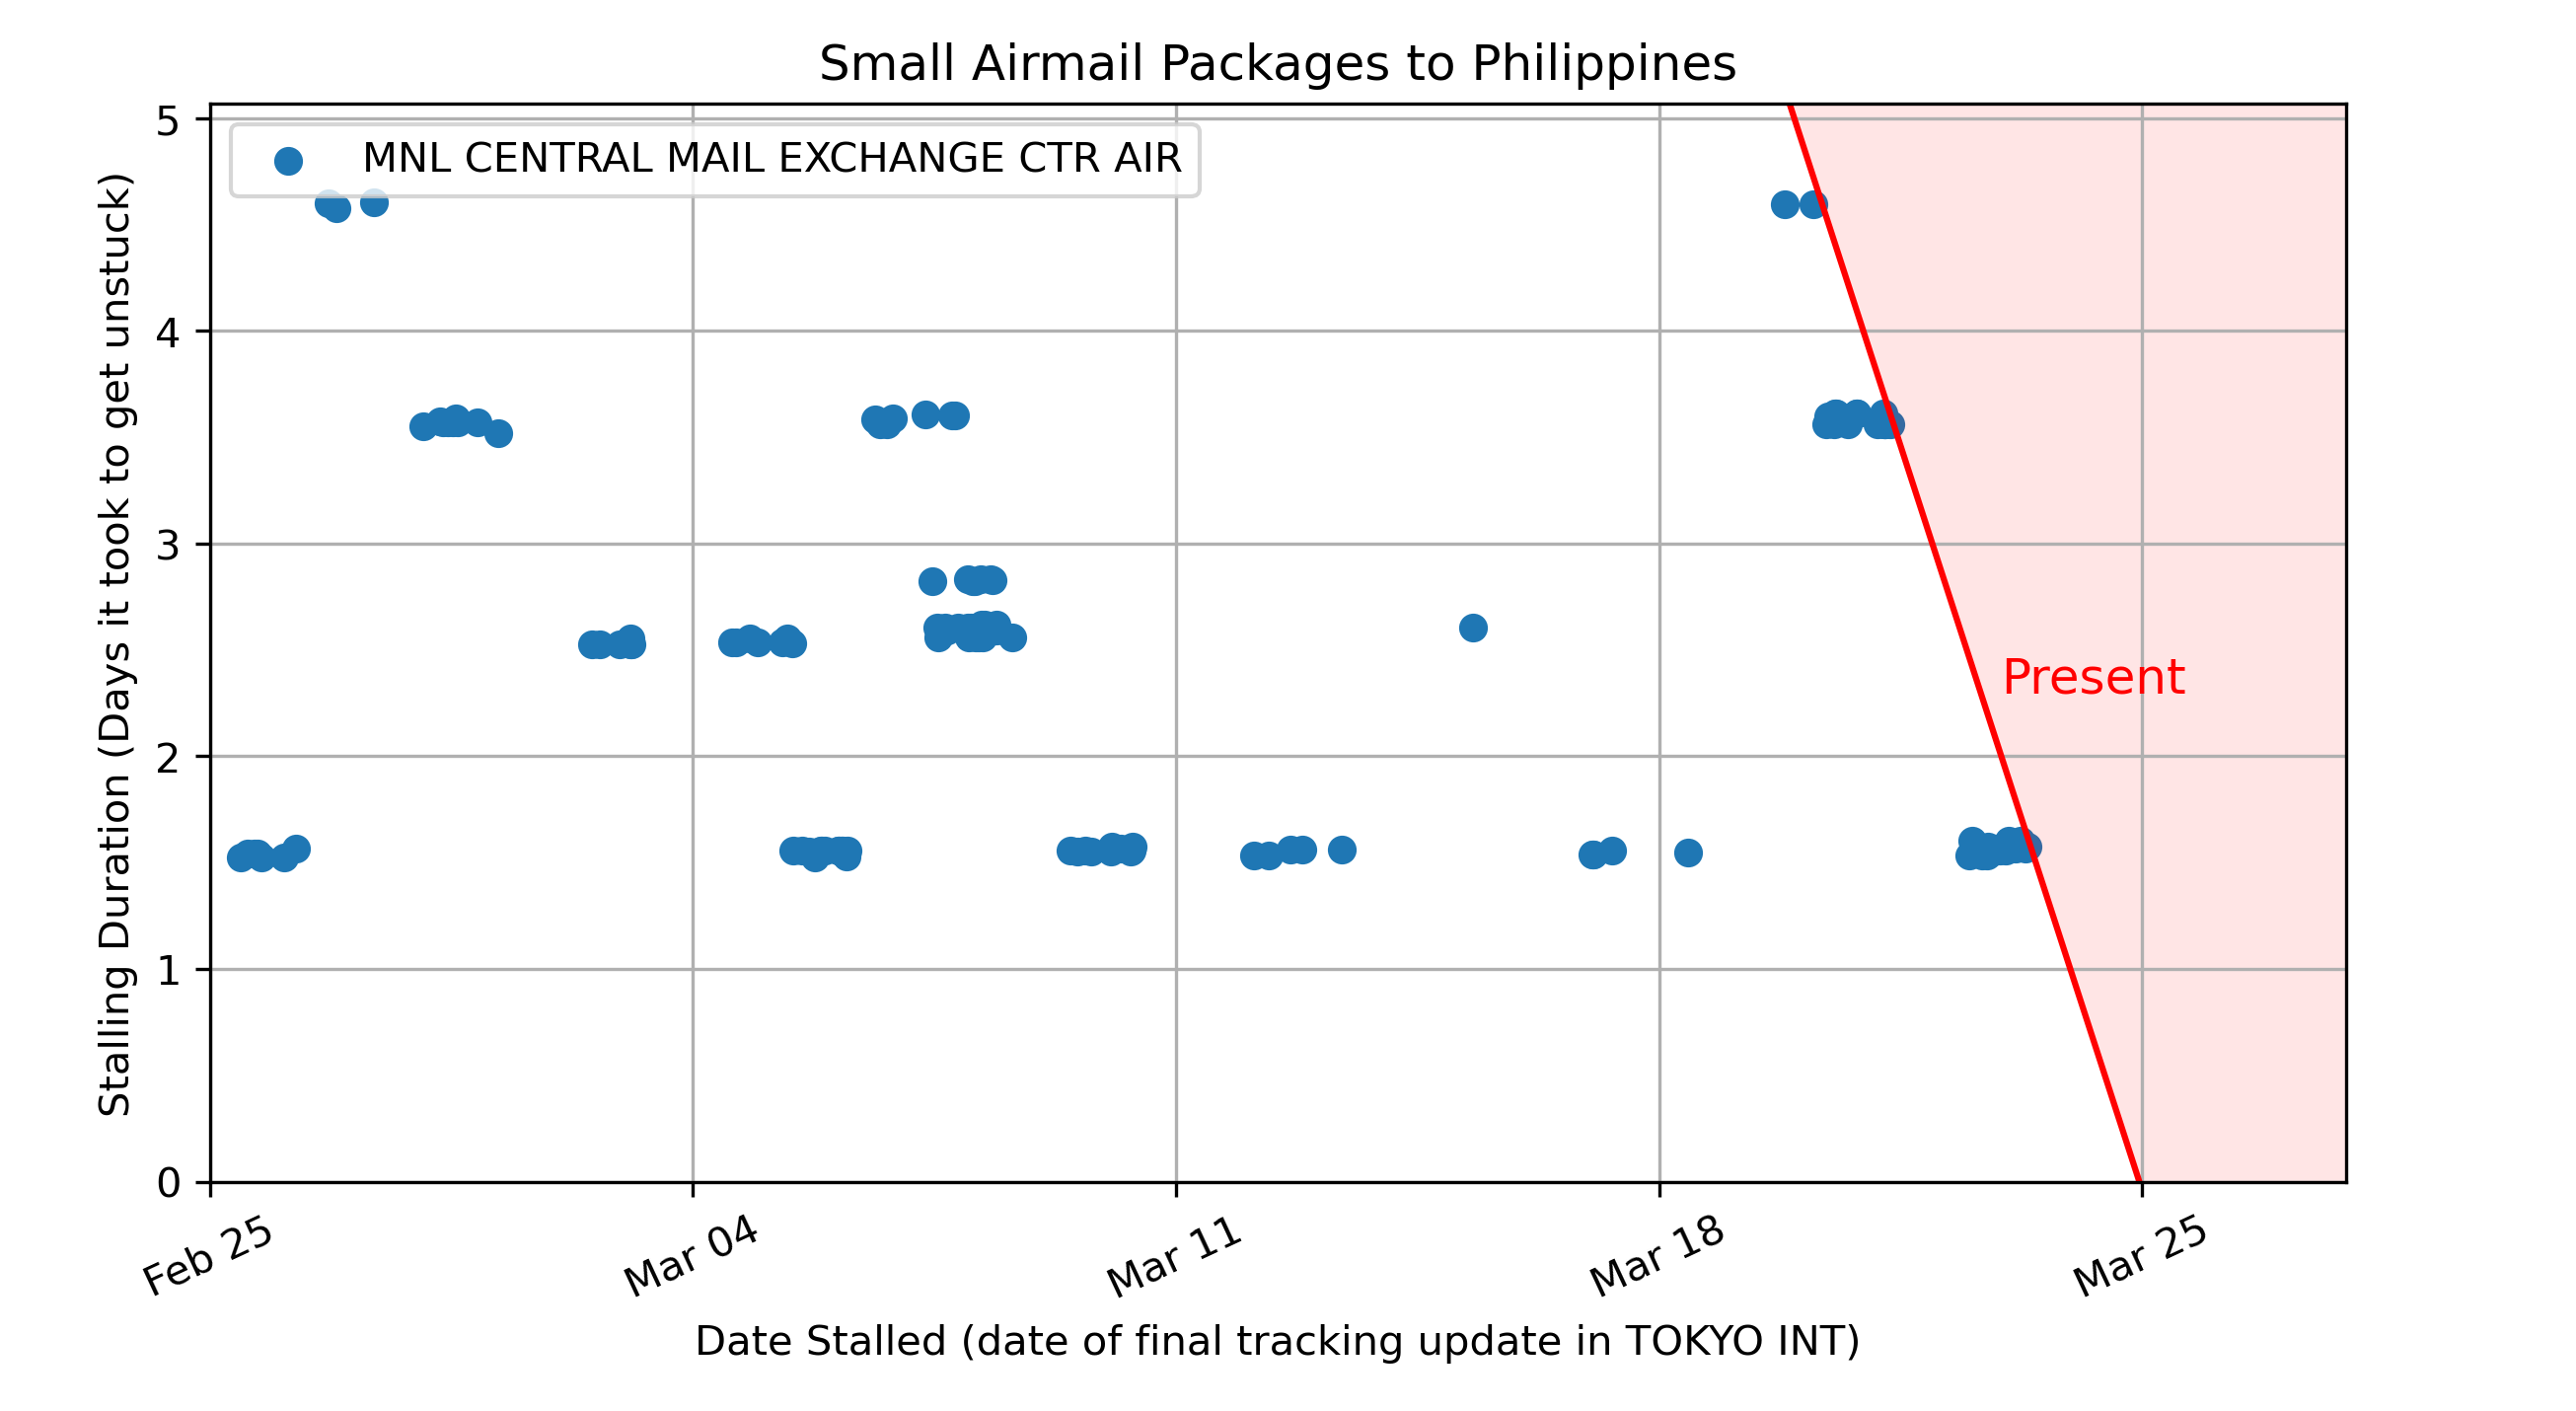 Small Airmail Packages to Philippines
MNL CENTRAL MAIL EXCHANGE CTR AIR
Stalling Duration (Days it took to get unstuck)
5
4
3
2
1
0
Present
Feb 25
Mar 04
Mar 11
Mar 18
Mar 25
Date Stalled (date of final tracking update in TOKYO INT)